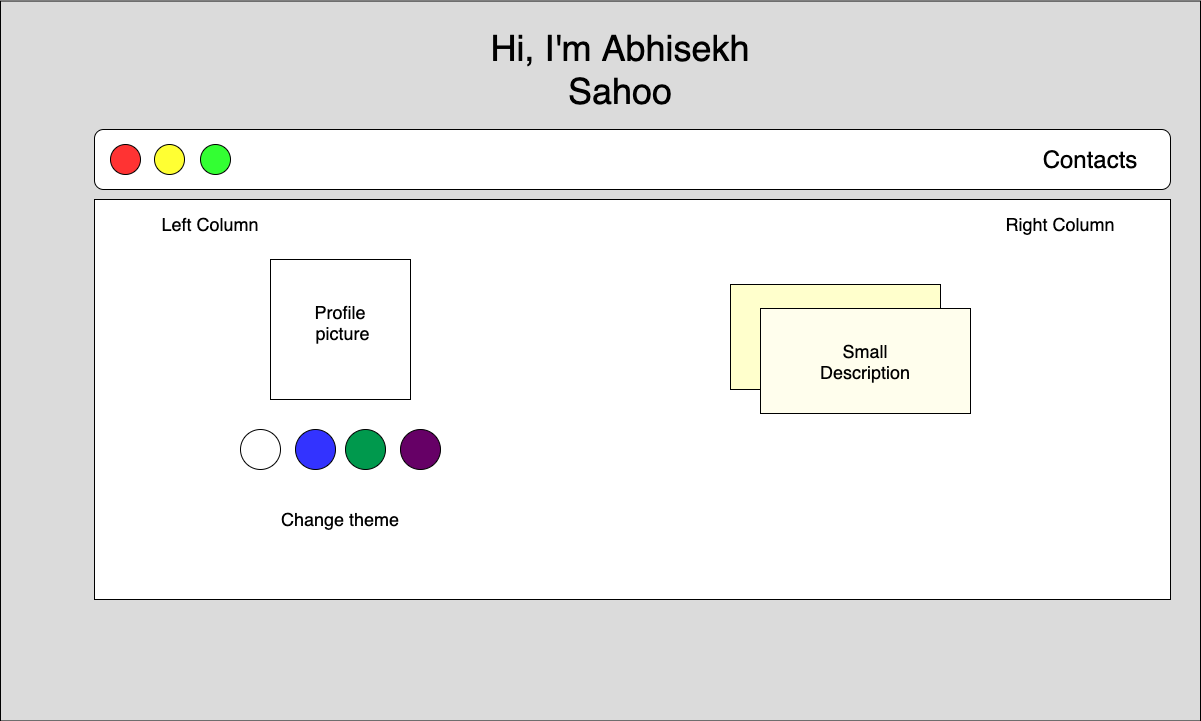 Hi, I'm Abhisekh
Sahoo
Contacts
Left Column
Right Column
Profile
picture
Small
Description
Change theme